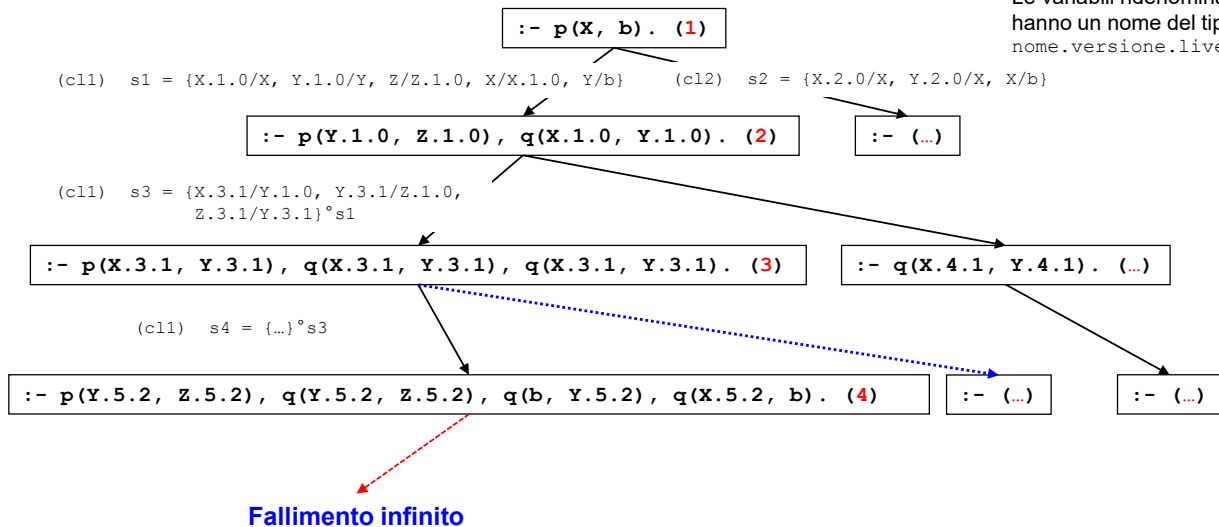 Le variabili ridenomina
hanno un nome del tip
nome.versione.live
:- p(X, b). (1)
(cl1) s1 = {X.1.0/X, Y.1.0/Y, Z/Z.1.0, X/X.1.0, Y/b}
(cl2) s2 = {X.2.0/X, Y.2.0/X, X/b}
:- p(Y.1.0, Z.1.0), q(X.1.0, Y.1.0). (2)
:- (…)
(cl1) s3 = {X.3.1/Y.1.0, Y.3.1/Z.1.0,
Z.3.1/Y.3.1}°s1
:- p(X.3.1, Y.3.1), q(X.3.1, Y.3.1), q(X.3.1, Y.3.1). (3)
:- q(X.4.1, Y.4.1). (…)
(cl1) s4 = {…}°s3
:- p(Y.5.2, Z.5.2), q(Y.5.2, Z.5.2), q(b, Y.5.2), q(X.5.2, b). (4)
:- (…)
:- (…)
Fallimento infinito